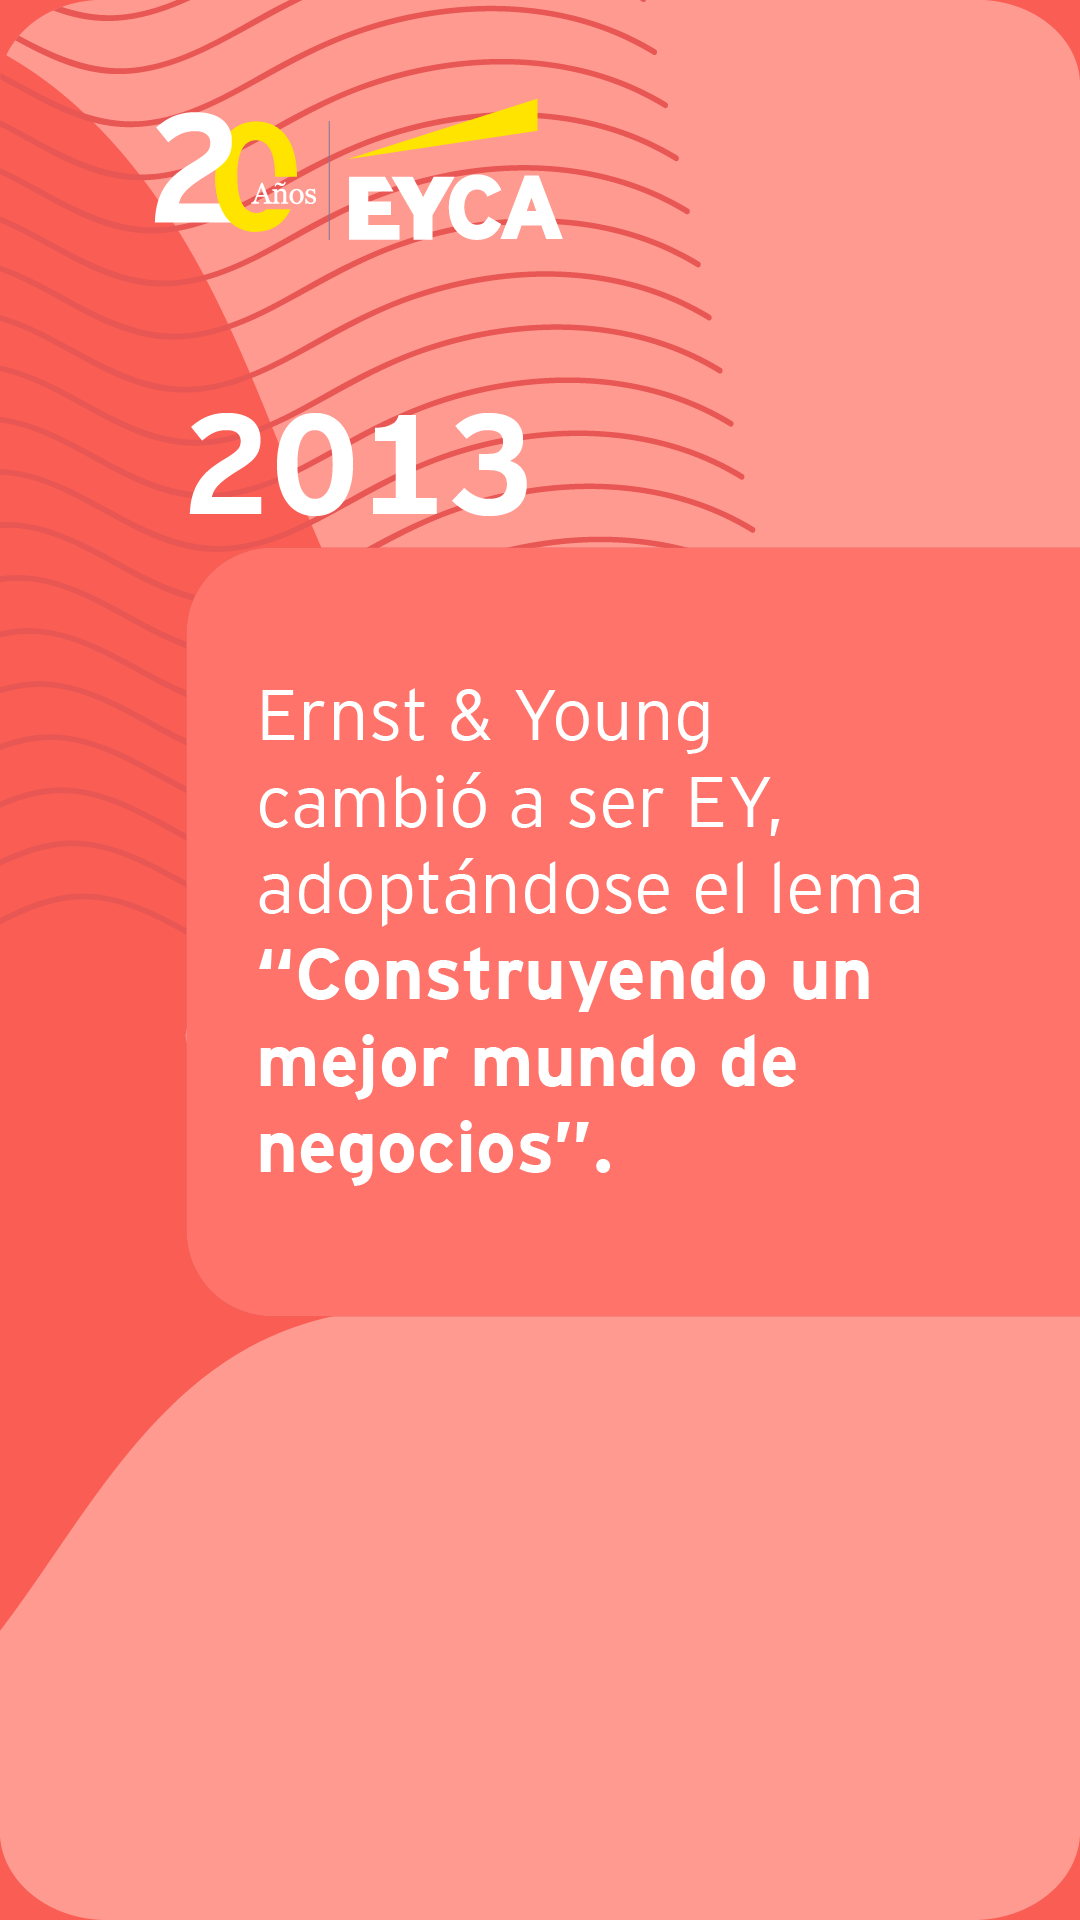 20 Años
EYCA
2013
Ernst & Young
cambió a ser EY,
adoptándose el lema
“Construyendo un
mejor mundo de
negocios”.